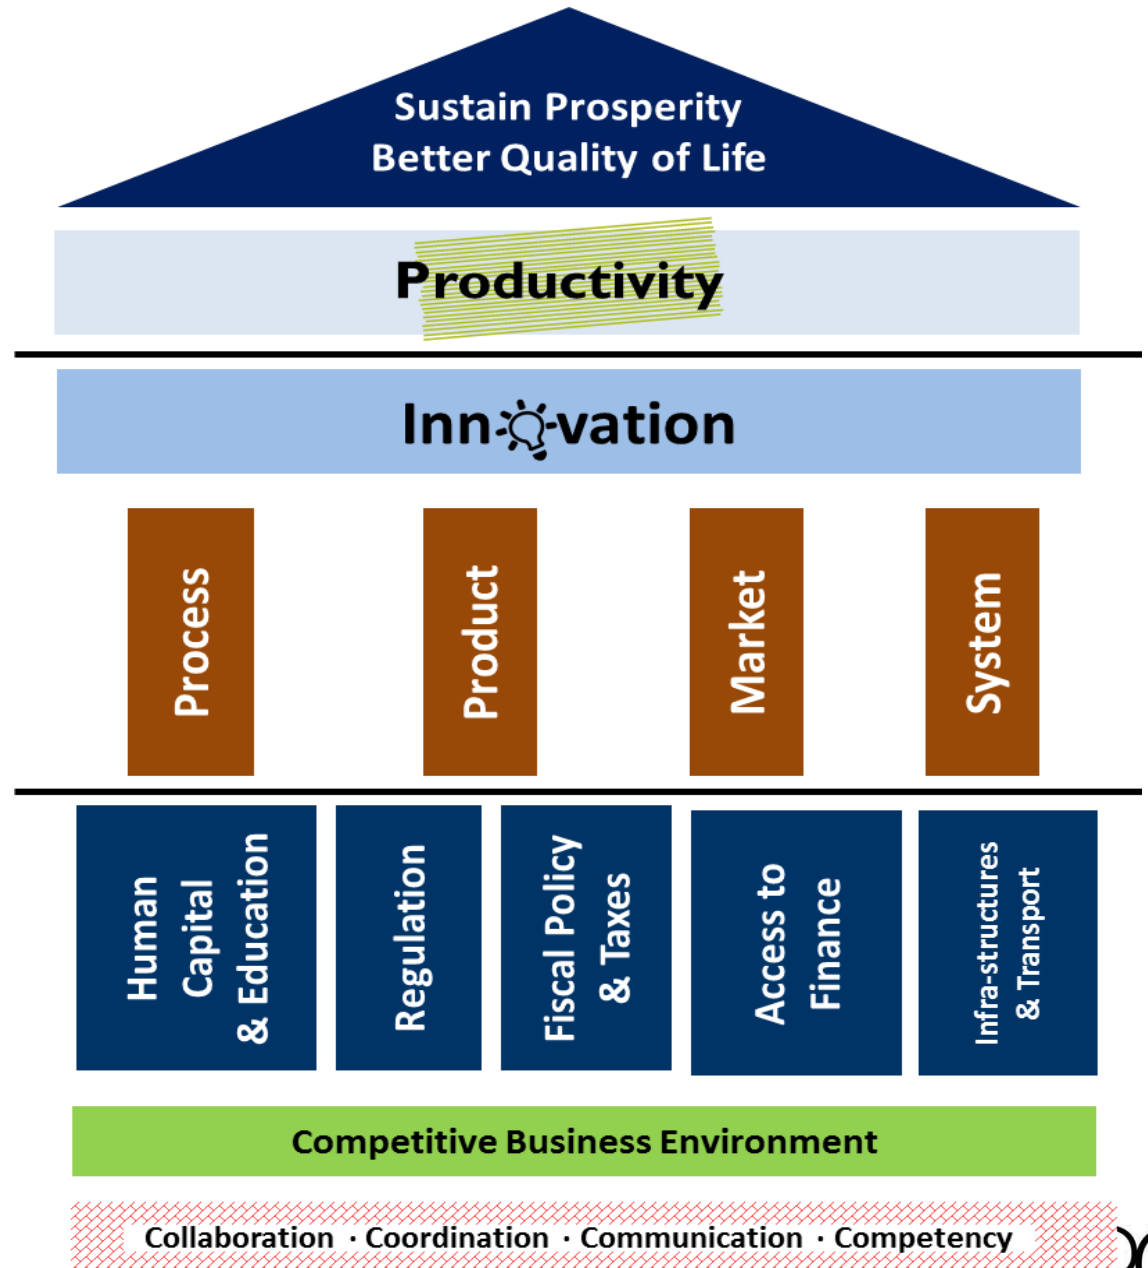 Sustain Prosperity
Better Quality of Life
Productivity
Innovation
Process
Product
Market
System
Human
Capital
& Education
Regulation
Fiscal Policy
& Taxes
Access to
Finance
Infra-structures
& Transport
Competitive Business Environment
Collaboration · Coordination · Communication · Competency